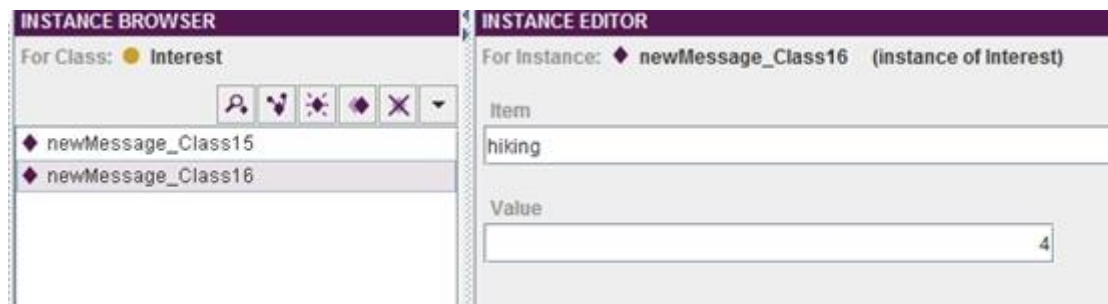 INSTANCE BROWSER
For Class: Interest
newMessage_Class15
newMessage_Class16
INSTANCE EDITOR
For Instance: newMessage_Class16 (instance of Interest)
Item
hiking
Value
4